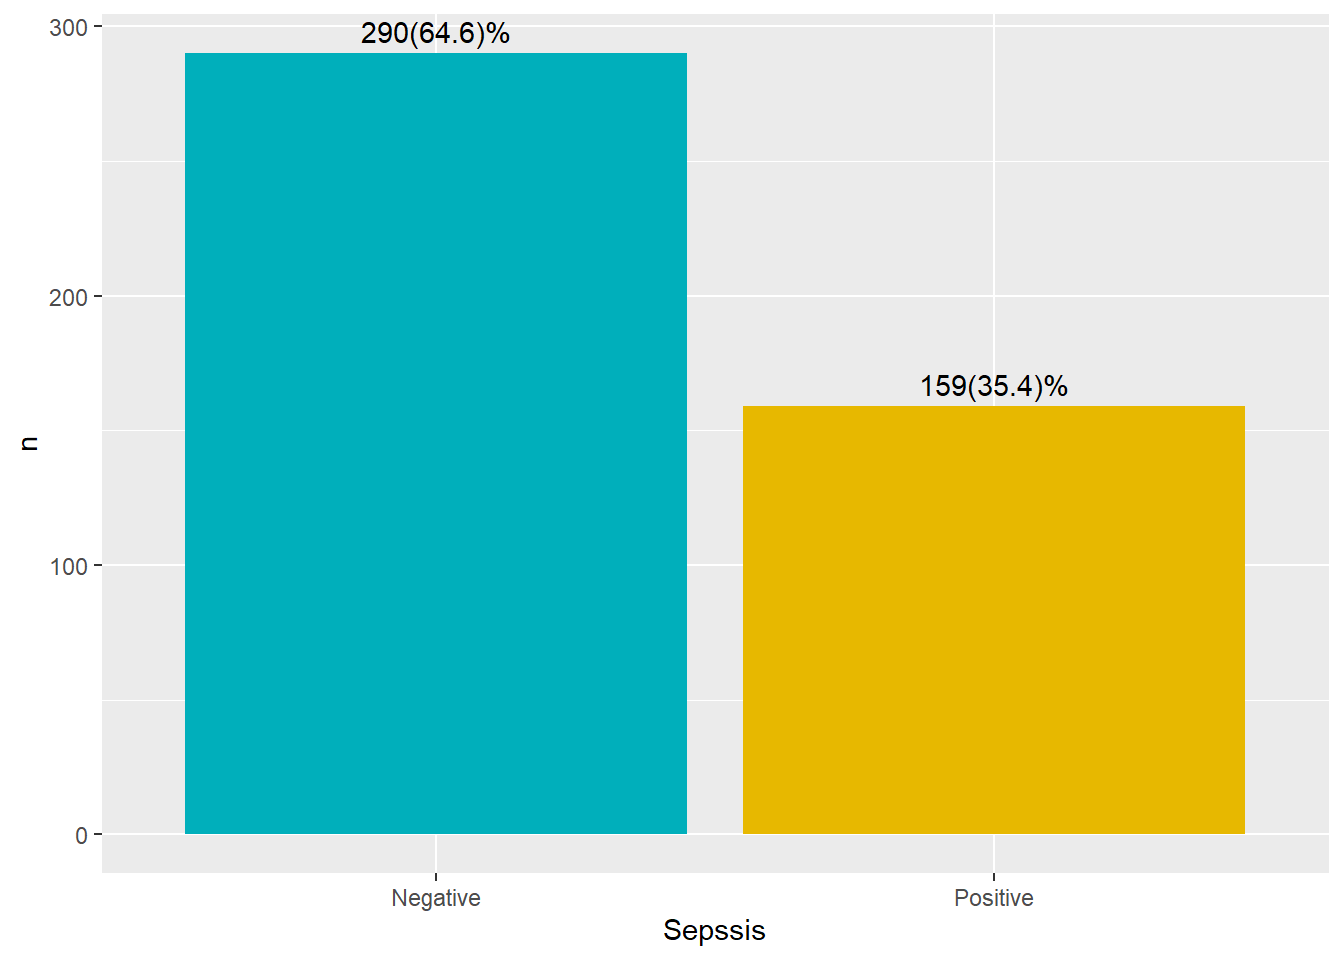 300
290(64.6)%
200
159(35.4)%
n
100
0
Negative
Positive
Sepssis